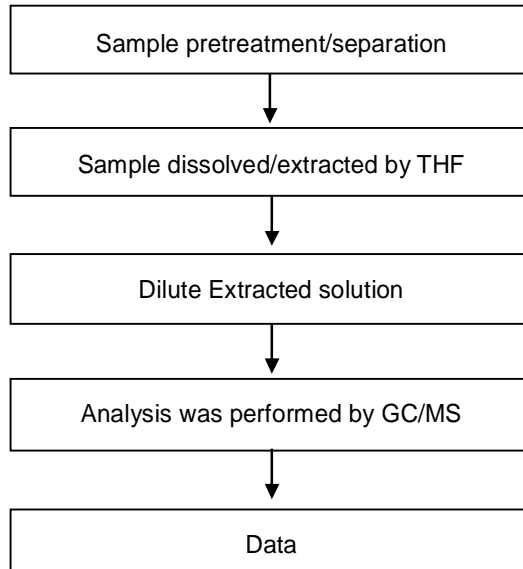 Sample pretreatment/separation
Sample dissolved/extracted by THF
Dilute Extracted solution
Analysis was performed by GC/MS
Data